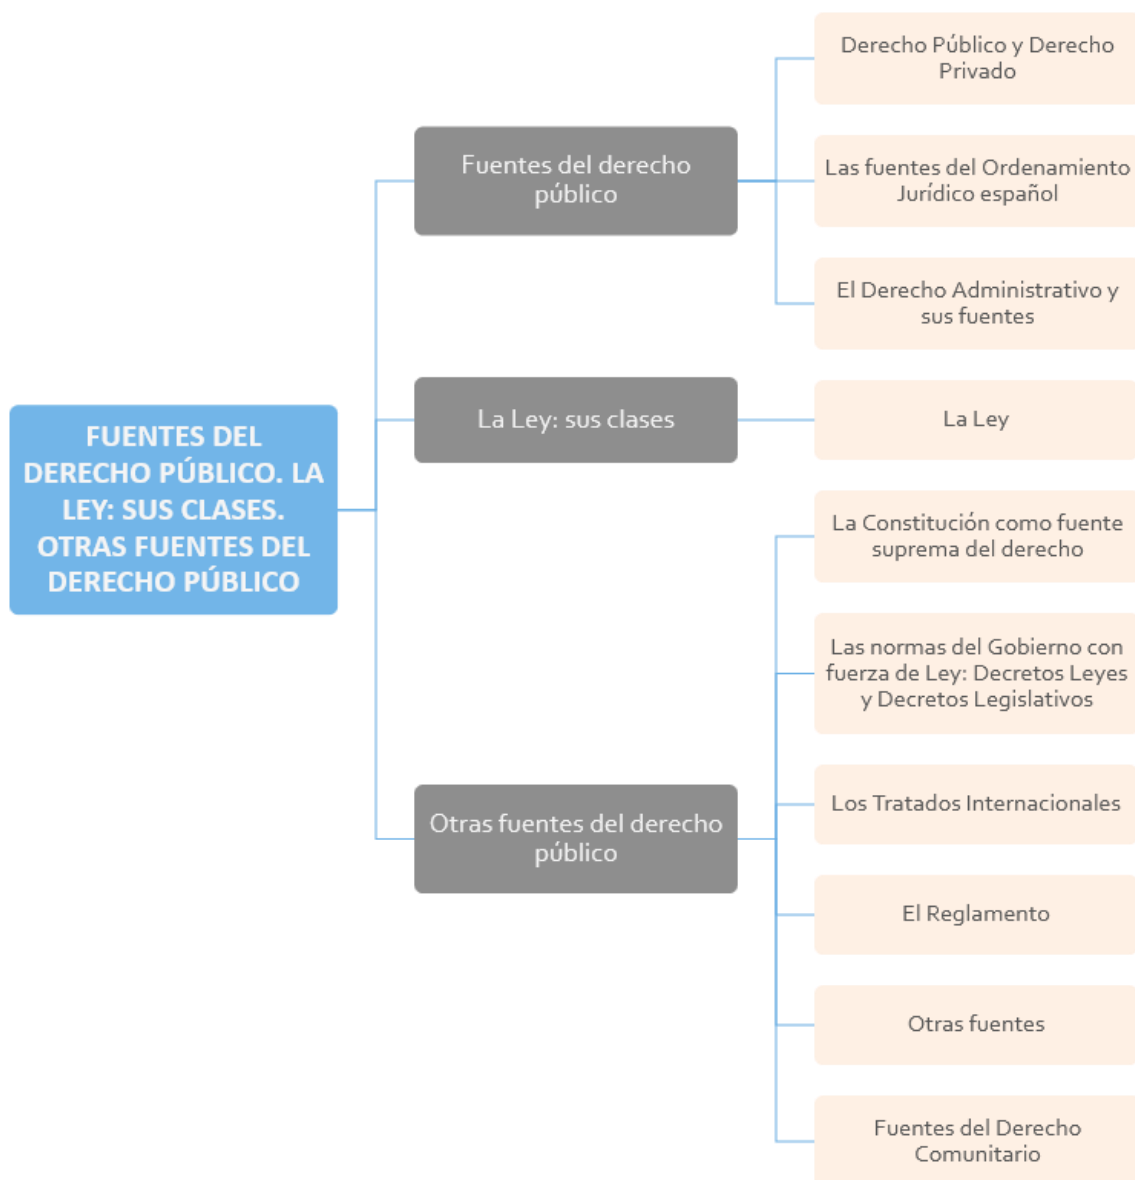 Derecho Público y Derecho
Privado
Fuentes del derecho
público
Las fuentes del Ordenamiento
Jurídico español
El Derecho Administrativo y
sus fuentes
FUENTES DEL
DERECHO PÚBLICO. LA
LEY: SUS CLASES.
OTRAS FUENTES DEL
DERECHO PÚBLICO
La Ley: sus clases
La Ley
La Constitución como fuente
suprema del derecho
Las normas del Gobierno con
fuerza de Ley: Decretos Leyes
y Decretos Legislativos
Otras fuentes del derecho
público
Los Tratados Internacionales
El Reglamento
Otras fuentes
Fuentes del Derecho
Comunitario